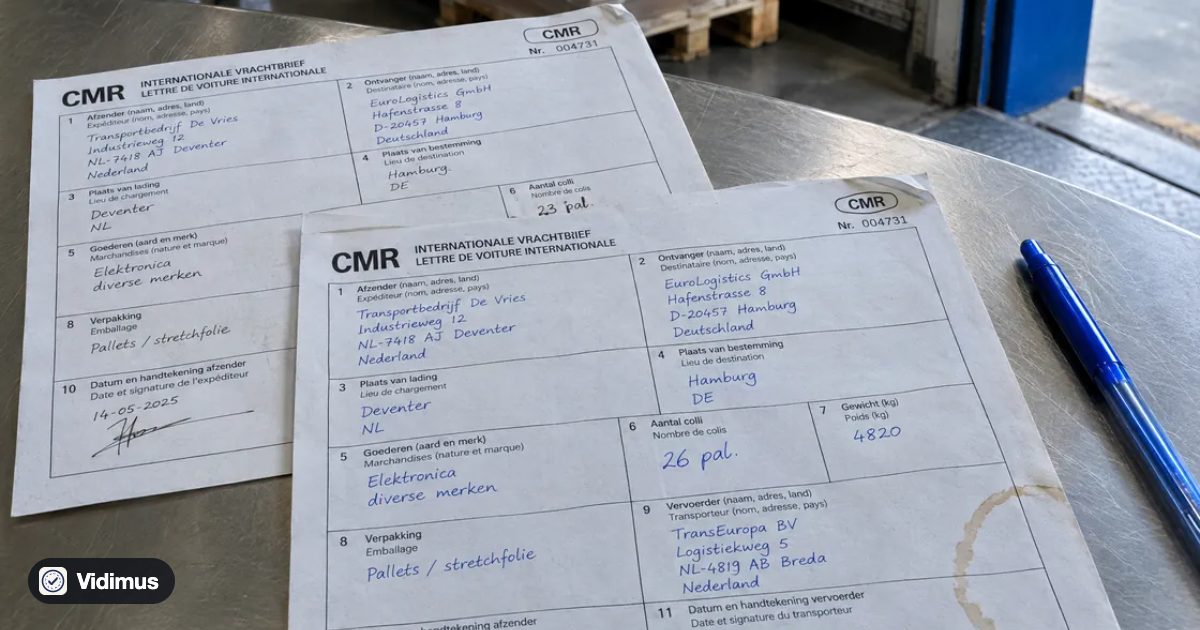 CMR
INTERNATIONALE VRACHTBRIEF
LETTRE DE VOITURE INTERNATIONALE
CMR
Nr. 004731
1 Afzender (naam, adres, land)
Expéditeur (nom, adresse, pays)
Transportbedrijf De Vries
Industrieweg 12
NL-7418 AJ Deventer
Nederland
2 Ontvanger (naam, adres, land)
Destinataire (nom, adresse, pays)
EuroLogistics GmbH
Hafenstrasse 8
D-20457 Hamburg
Deutschland
3 Plaats van lading
Lieu de chargement
Deventer
NL
4 Plaats van bestemming
Lieu de destination
Hamburg.
DE
5 Goederen (aard en merk)
Marchandises (nature et marque)
Elektronica
diverse merken
6 Aantal colli
Nombre de colis
23 pal.
8 Verpakking
Emballage
Pallets / stretchfolie
10 Datum en handtekening afzender
Date et signature de l'expéditeur
14-05-2025
CMR
INTERNATIONALE VRACHTBRIEF
LETTRE DE VOITURE INTERNATIONALE
CMR
Nr. 004731
1 Afzender (naam, adres, land)
Expéditeur (nom, adresse, pays)
Transportbedrijf De Vries
Industrieweg 12
NL-7418 AJ Deventer
Nederland
2 Ontvanger (naam, adres, land)
Destinataire (nom, adresse, pays)
EuroLogistics GmbH
Hafenstrasse 8
D-20457 Hamburg
Deutschland
3 Plaats van lading
Lieu de chargement
Deventer
NL
4 Plaats van bestemming
Lieu de destination
Hamburg
DE
5 Goederen (aard en merk)
Marchandises (nature et marque)
Elektronica
diverse merken
6 Aantal colli
Nombre de colis
26 pal.
7 Gewicht (kg)
Poids (kg)
4820
8 Verpakking
Emballage
Pallets / stretchfolie
9 Vervoerder (naam, adres, land)
Transporteur (nom, adresse, pays)
TransEuropa BV
Logistiekweg 5
NL-4819 AB Breda
Nederland
handtekening afzender
11 Datum en handtekening vervoerder
Date et signature du transporteur
Vidimus